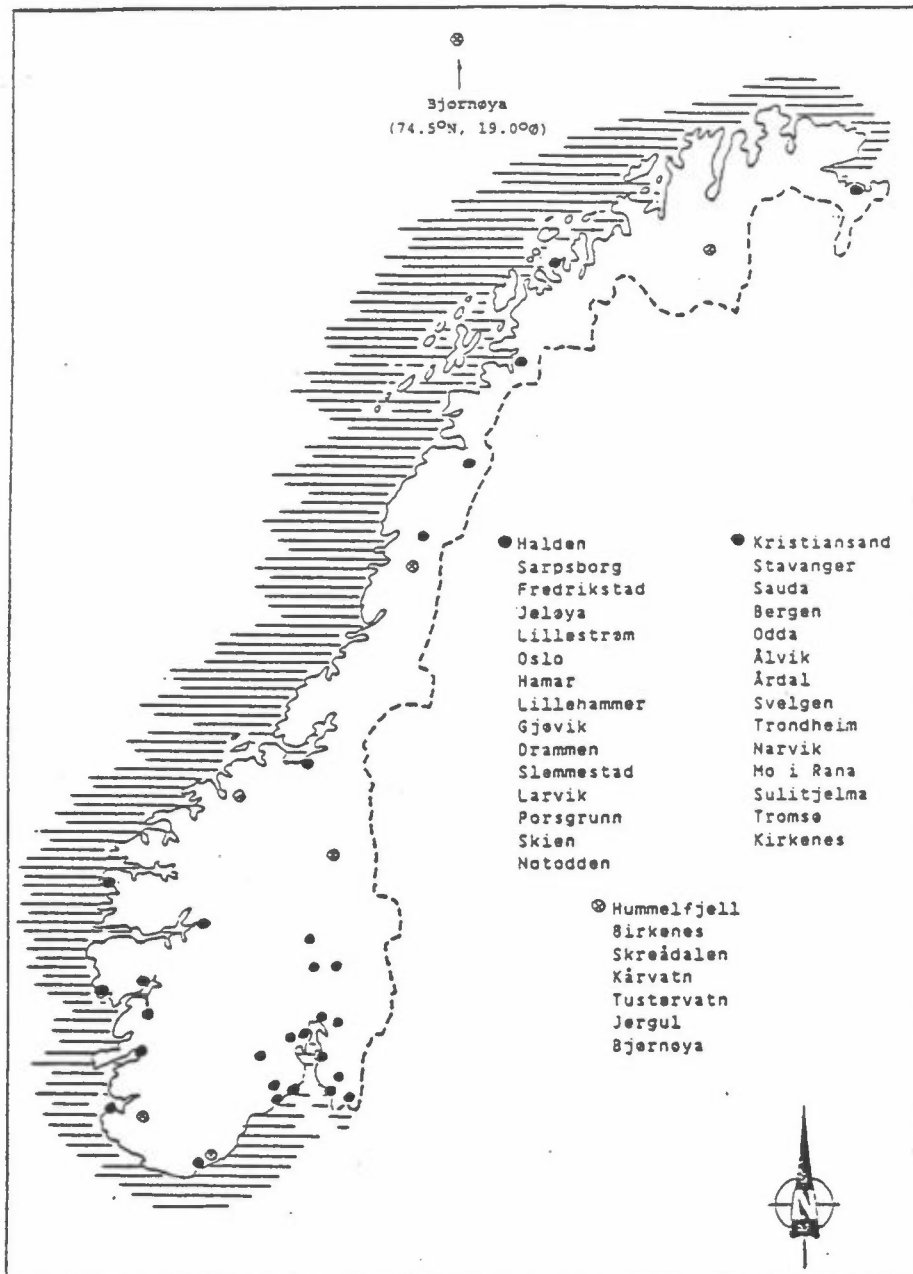 Bjørnøya
(74.5ºN, 19.0ºØ)
Halden
Sarpsborg
Fredrikstad
Jeløya
Lillestrøm
Oslo
Hamar
Lillehammer
Gjøvik
Drammen
Slemmestad
Larvik
Porsgrunn
Skien
Notodden
Kristiansand
Stavanger
Sauda
Bergen
Odda
Ålvik
Årdal
Svelgen
Trondheim
Narvik
Mo i Rana
Sulitjelma
Tromsø
Kirkenes
Hummelfjell
Birkenes
Skreådalen
Kårvatn
Tustervatn
Jergul
Bjørnøya
N